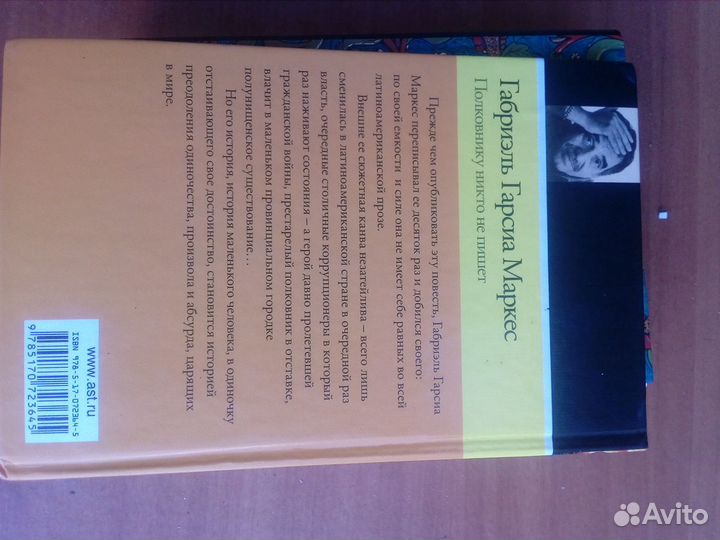 Габриэль Гарсиа Маркес
Полковнику никто не пишет
Прежде чем опубликовать эту повесть, Габриэль Гарсиа
Маркес переписывал ее десяток раз и добился своего:
по своей емкости и силе она не имеет себе равных во всей
латиноамериканской прозе.
Внешне ее сюжетная канва незатейлива – всего лишь
сменилась в латиноамериканской стране в очередной раз
власть, очередные столичные коррупционеры в который
раз наживают состояния – а герой давно пролетевшей
гражданской войны, престарелый полковник в отставке,
влачит в маленьком провинциальном городке
полунищенское существование...
Но его история, история маленького человека, в одиночку
отстаивающего свое достоинство, становится историей
преодоления одиночества, произвола и абсурда, царящих
в мире.
www.ast.ru
ISBN 978-5-17-072364-5
9 785170 723645
Avito